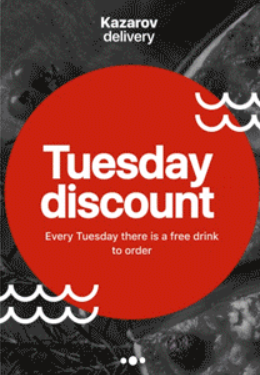 Kazarov
delivery
Tuesday
discount
Every Tuesday there is a free drink
to order